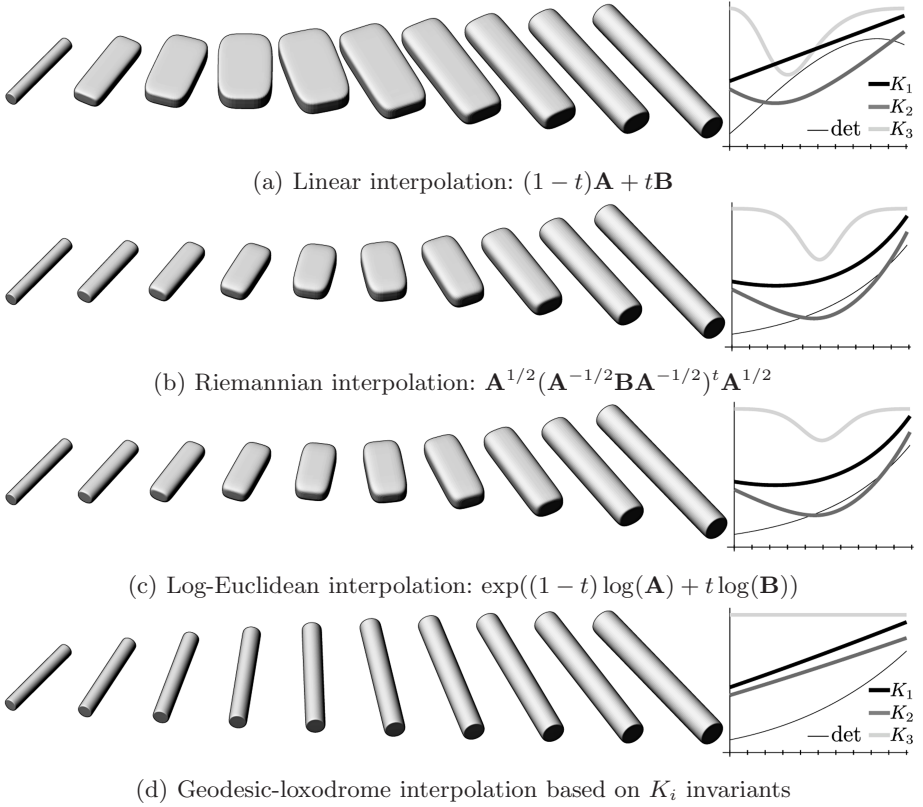 K₁
K₂
— det K₃
(a) Linear interpolation: (1 − t)A + tB
(b) Riemannian interpolation: A^{1/2}(A^{−1/2}BA^{−1/2})^t A^{1/2}
(c) Log-Euclidean interpolation: exp((1 − t) log(A) + t log(B))
K₁
K₂
— det K₃
(d) Geodesic-loxodrome interpolation based on K_i invariants